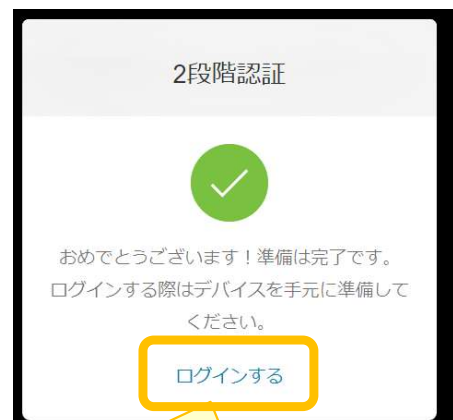 2段階認証
おめでとうございます！準備は完了です。
ログインする際はデバイスを手元に準備して
ください。
ログインする